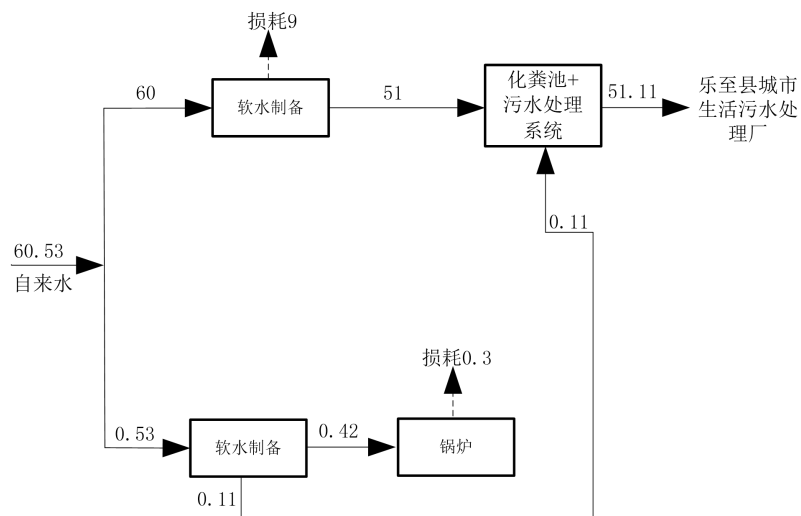 损耗9
60
软水制备
51
化粪池+
污水处理
系统
51.11
乐至县城市
生活污水处
理厂
0.11
60.53
自来水
损耗0.3
0.53
软水制备
0.42
锅炉
0.11